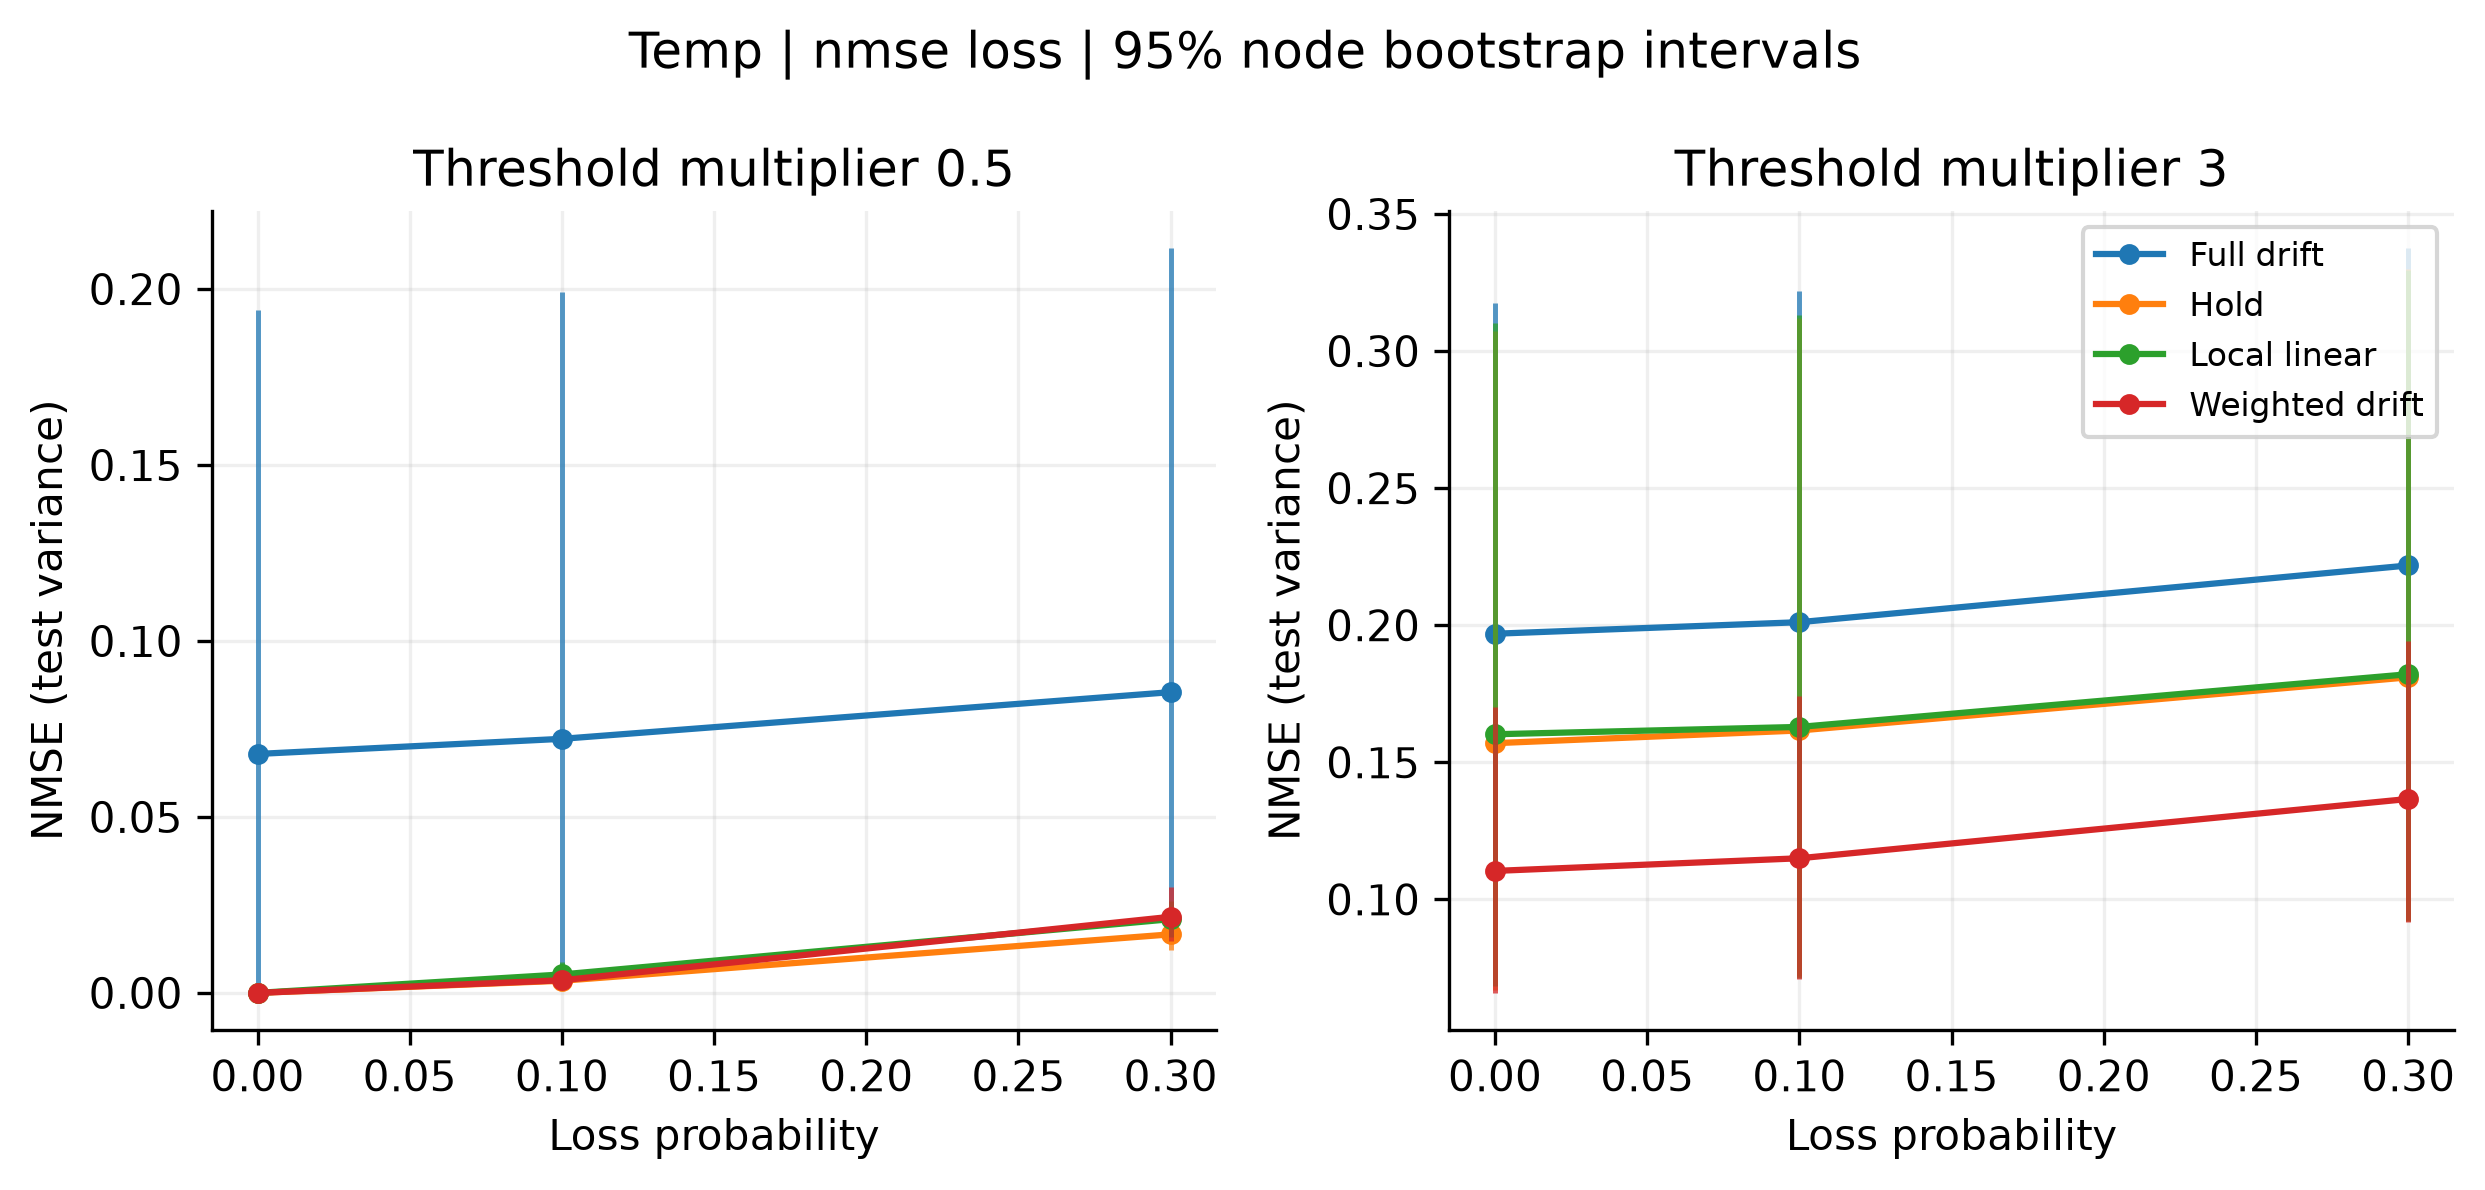 Temp | nmse loss | 95% node bootstrap intervals
Threshold multiplier 0.5
NMSE (test variance)
0.20
0.15
0.10
0.05
0.00
0.00 0.05 0.10 0.15 0.20 0.25 0.30
Loss probability
Threshold multiplier 3
NMSE (test variance)
0.35
0.30
0.25
0.20
0.15
0.10
Full drift
Hold
Local linear
Weighted drift
0.00 0.05 0.10 0.15 0.20 0.25 0.30
Loss probability